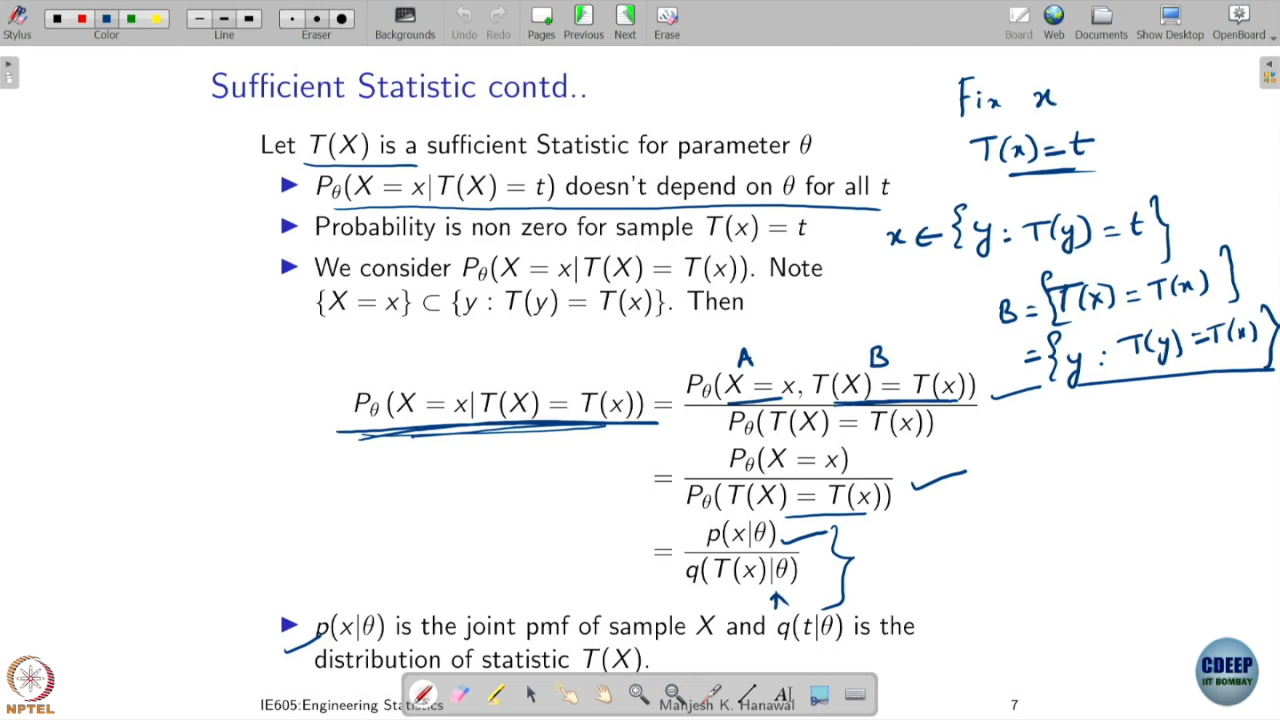 Stylus
Color
Line
Eraser
Backgrounds
Undo
Redo
Pages
Previous
Next
Erase
Board
Web
Documents
Show Desktop
OpenBoard
Sufficient Statistic contd..
Let T(X) is a sufficient Statistic for parameter θ
▶ Pθ(X = x|T(X) = t) doesn't depend on θ for all t
▶ Probability is non zero for sample T(x) = t
▶ We consider Pθ(X = x|T(X) = T(x)). Note
{X = x} ⊂ {y : T(y) = T(x)}. Then
A B
Pθ (X = x|T(X) = T(x)) = Pθ(X = x, T(X) = T(x))
Pθ(T(X) = T(x))
= Pθ(X = x)
Pθ(T(X) = T(x))
= p(x|θ)
q(T(x)|θ)
▶ p(x|θ) is the joint pmf of sample X and q(t|θ) is the
distribution of statistic T(X).
Fix x
T(x) = t
x ∈ {y : T(y) = t}
B = {T(X) = T(x)}
= {y : T(y) = T(x)}
NPTEL
IE605:Engineering Statistics
Manjesh K. Hanawal
7
CDEEP
IIT BOMBAY